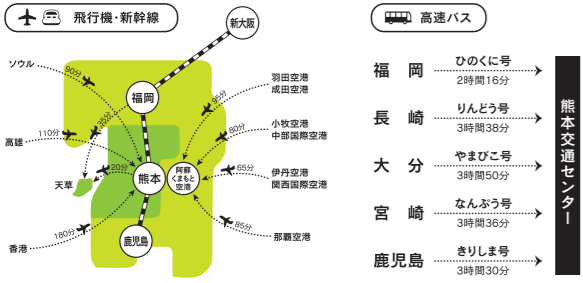 飛行機・新幹線
新大阪
ソウル
90分
福岡
35分
高雄
110分
20分
天草
熊本
阿蘇
くまもと
空港
香港
180分
鹿児島
95分
羽田空港
成田空港
80分
小牧空港
中部国際空港
65分
伊丹空港
関西国際空港
85分
那覇空港
高速バス
福岡
ひのくに号
2時間16分
長崎
りんどう号
3時間38分
大分
やまびこ号
3時間50分
宮崎
なんぷう号
3時間36分
鹿児島
きりしま号
3時間30分
熊本交通センター